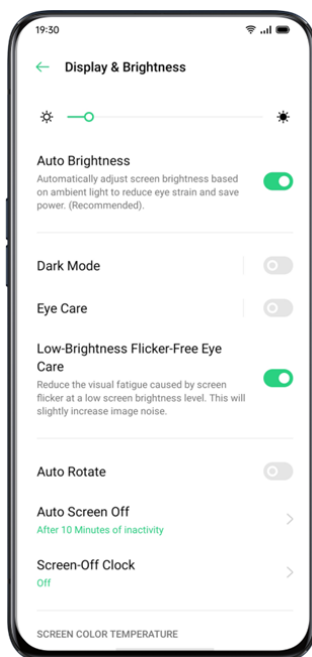 19:30
Display & Brightness
Auto Brightness
Automatically adjust screen brightness based
on ambient light to reduce eye strain and save
power. (Recommended).
Dark Mode
Eye Care
Low-Brightness Flicker-Free Eye
Care
Reduce the visual fatigue caused by screen
flicker at a low screen brightness level. This will
slightly increase image noise.
Auto Rotate
Auto Screen Off
After 10 Minutes of inactivity
Screen-Off Clock
Off
SCREEN COLOR TEMPERATURE